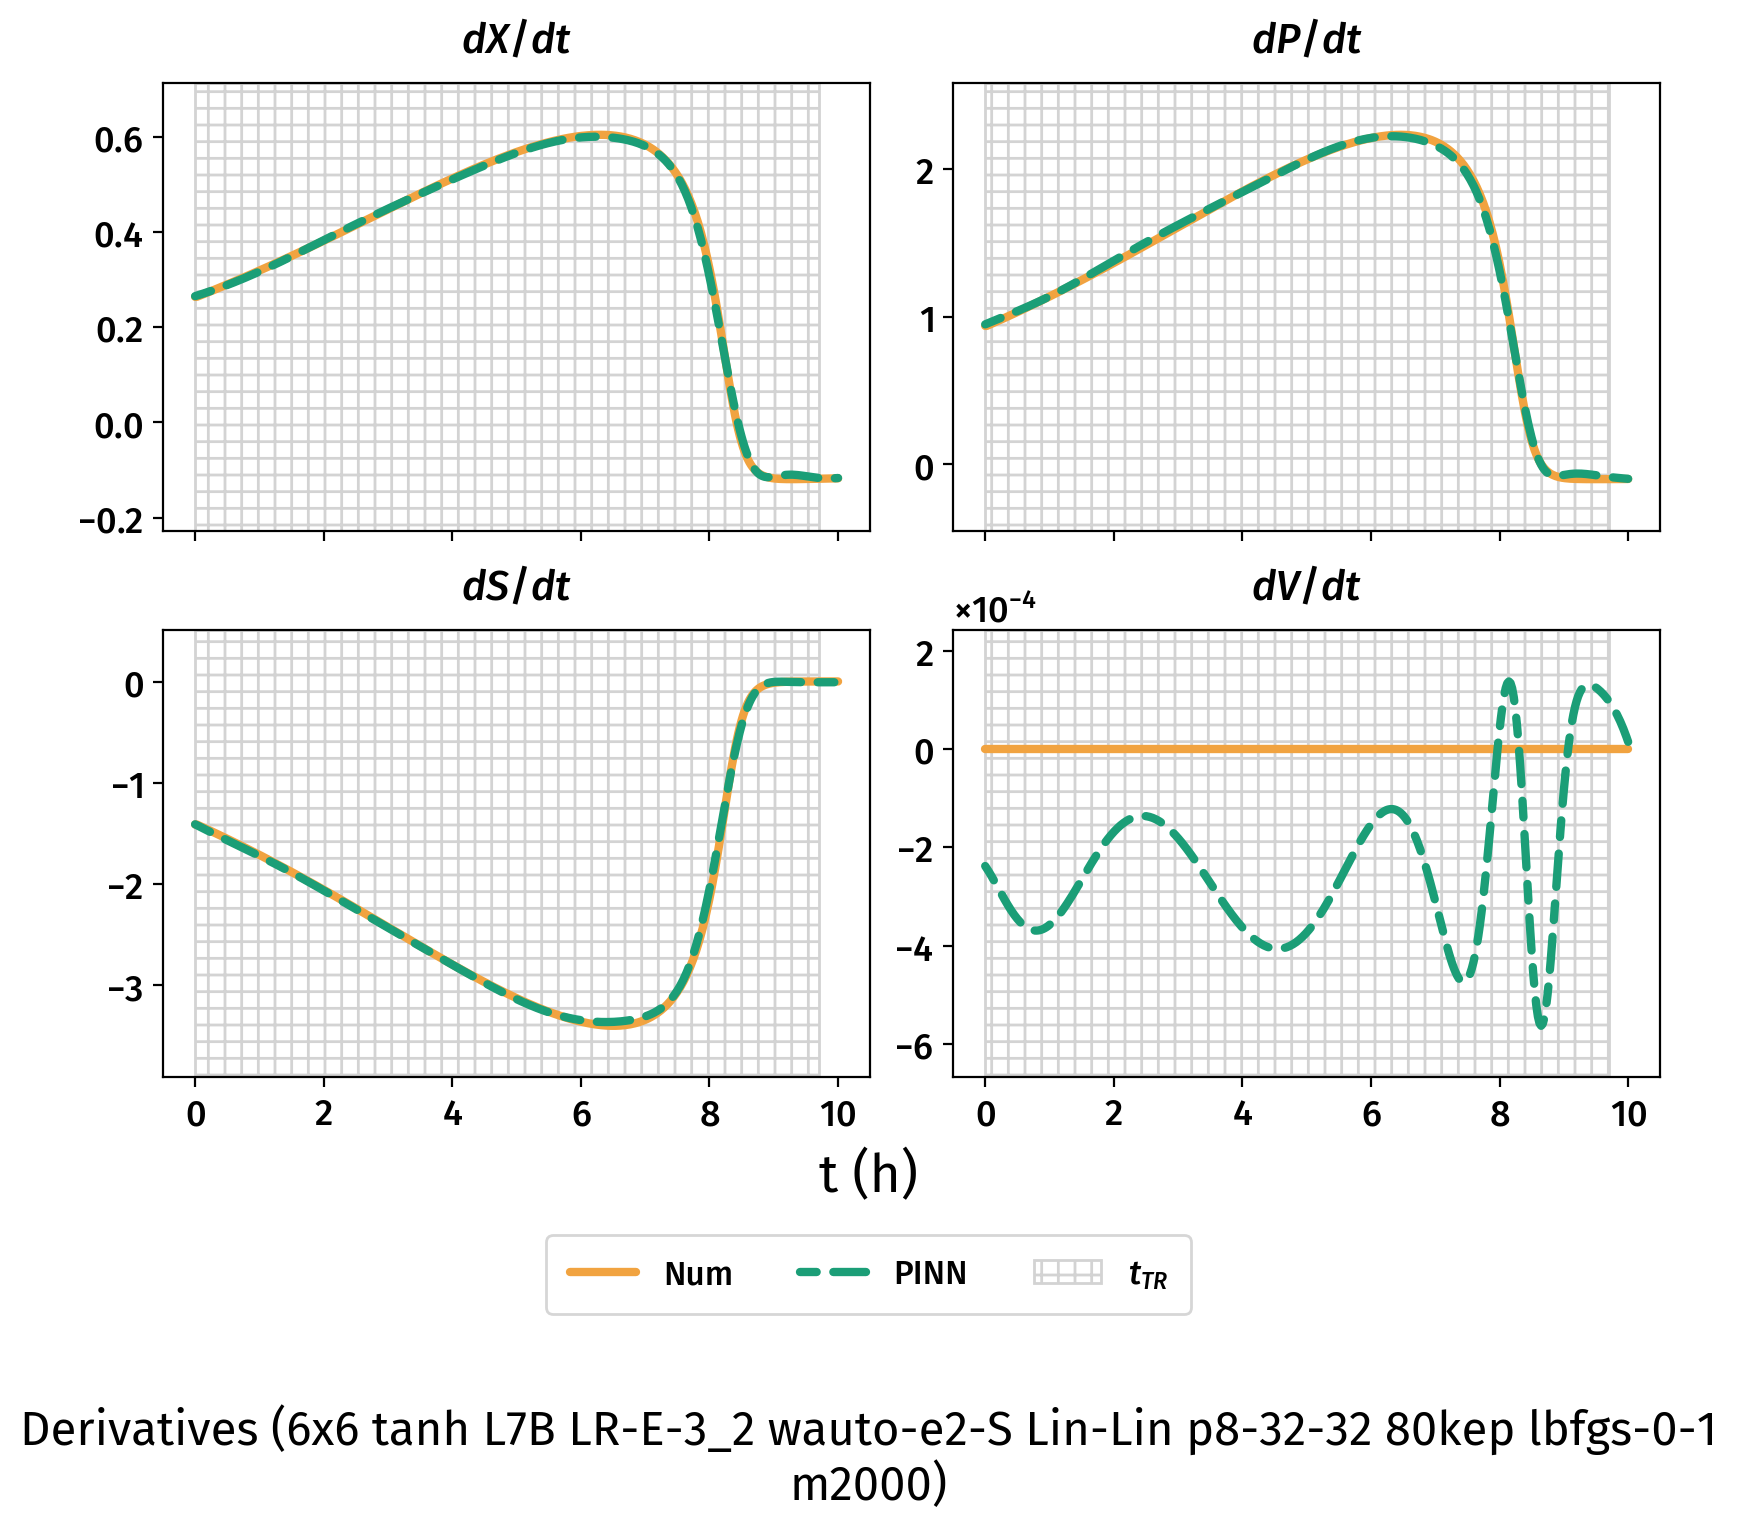 dX/dt
dP/dt
0.6
0.4
0.2
0.0
−0.2
2
1
0
dS/dt
dV/dt
×10⁻⁴
0
−1
−2
−3
2
0
−2
−4
−6
0 2 4 6 8 10
0 2 4 6 8 10
t (h)
Num PINN t_TR
Derivatives (6x6 tanh L7B LR-E-3_2 wauto-e2-S Lin-Lin p8-32-32 80kep lbfgs-0-1
m2000)